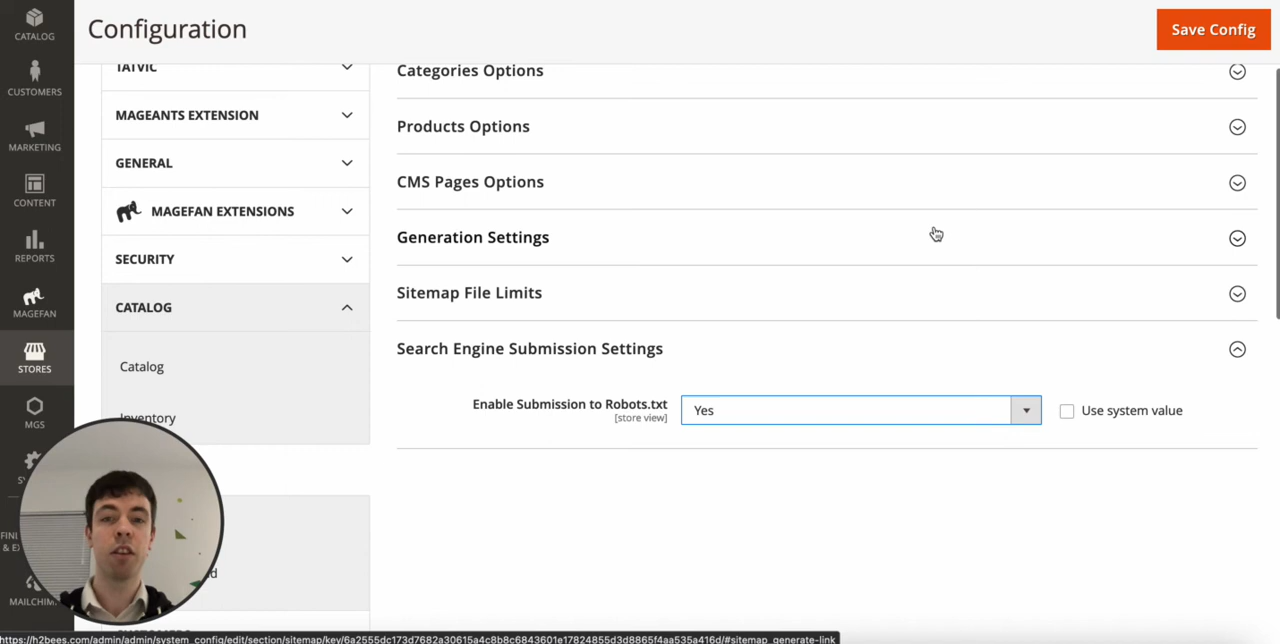 CATALOG
CUSTOMERS
MARKETING
CONTENT
REPORTS
MAGEFAN
STORES
MGS
MAILCHIM
Configuration
Save Config
TATVIC
MAGEANTS EXTENSION
GENERAL
MAGEFAN EXTENSIONS
SECURITY
CATALOG
Catalog
Inventory
Categories Options
Products Options
CMS Pages Options
Generation Settings
Sitemap File Limits
Search Engine Submission Settings
Enable Submission to Robots.txt
[store view]
Yes
Use system value
https://h2bees.com/admin/admin/system_config/edit/section/sitemap/key/6a2555dc173d7682a30615a4c8b8c6843601e17824855d3d8865f4aa535a416d/#sitemap_generate-link